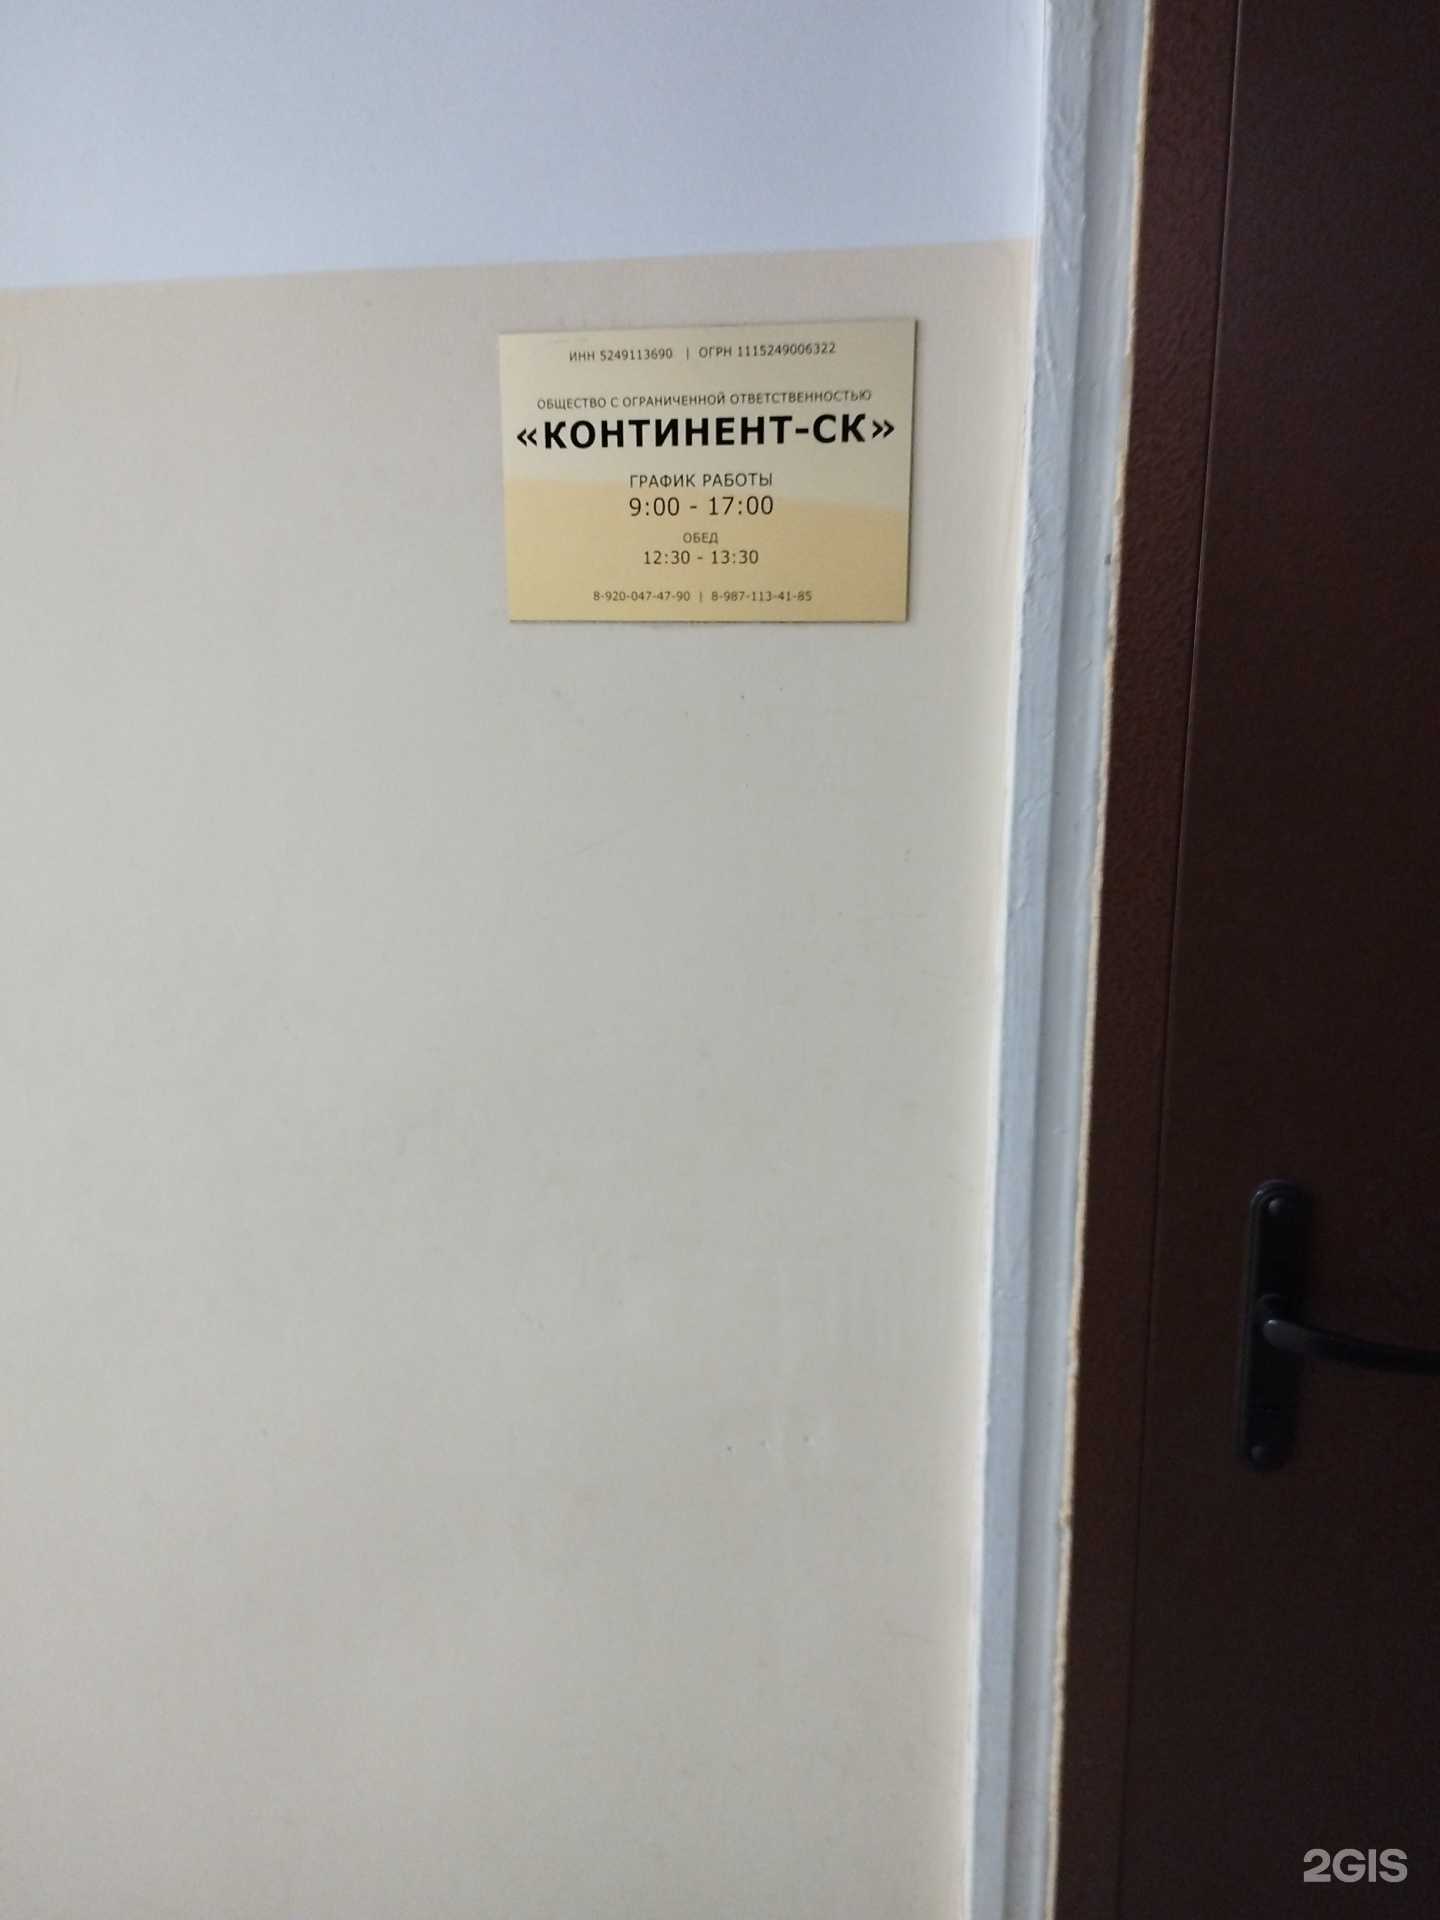 ИНН 5249113690 | ОГРН 1115249006322
ОБЩЕСТВО С ОГРАНИЧЕННОЙ ОТВЕТСТВЕННОСТЬЮ
«КОНТИНЕНТ-СК»
ГРАФИК РАБОТЫ
9:00 - 17:00
ОБЕД
12:30 - 13:30
8-920-047-47-90 | 8-987-113-41-85
2GIS